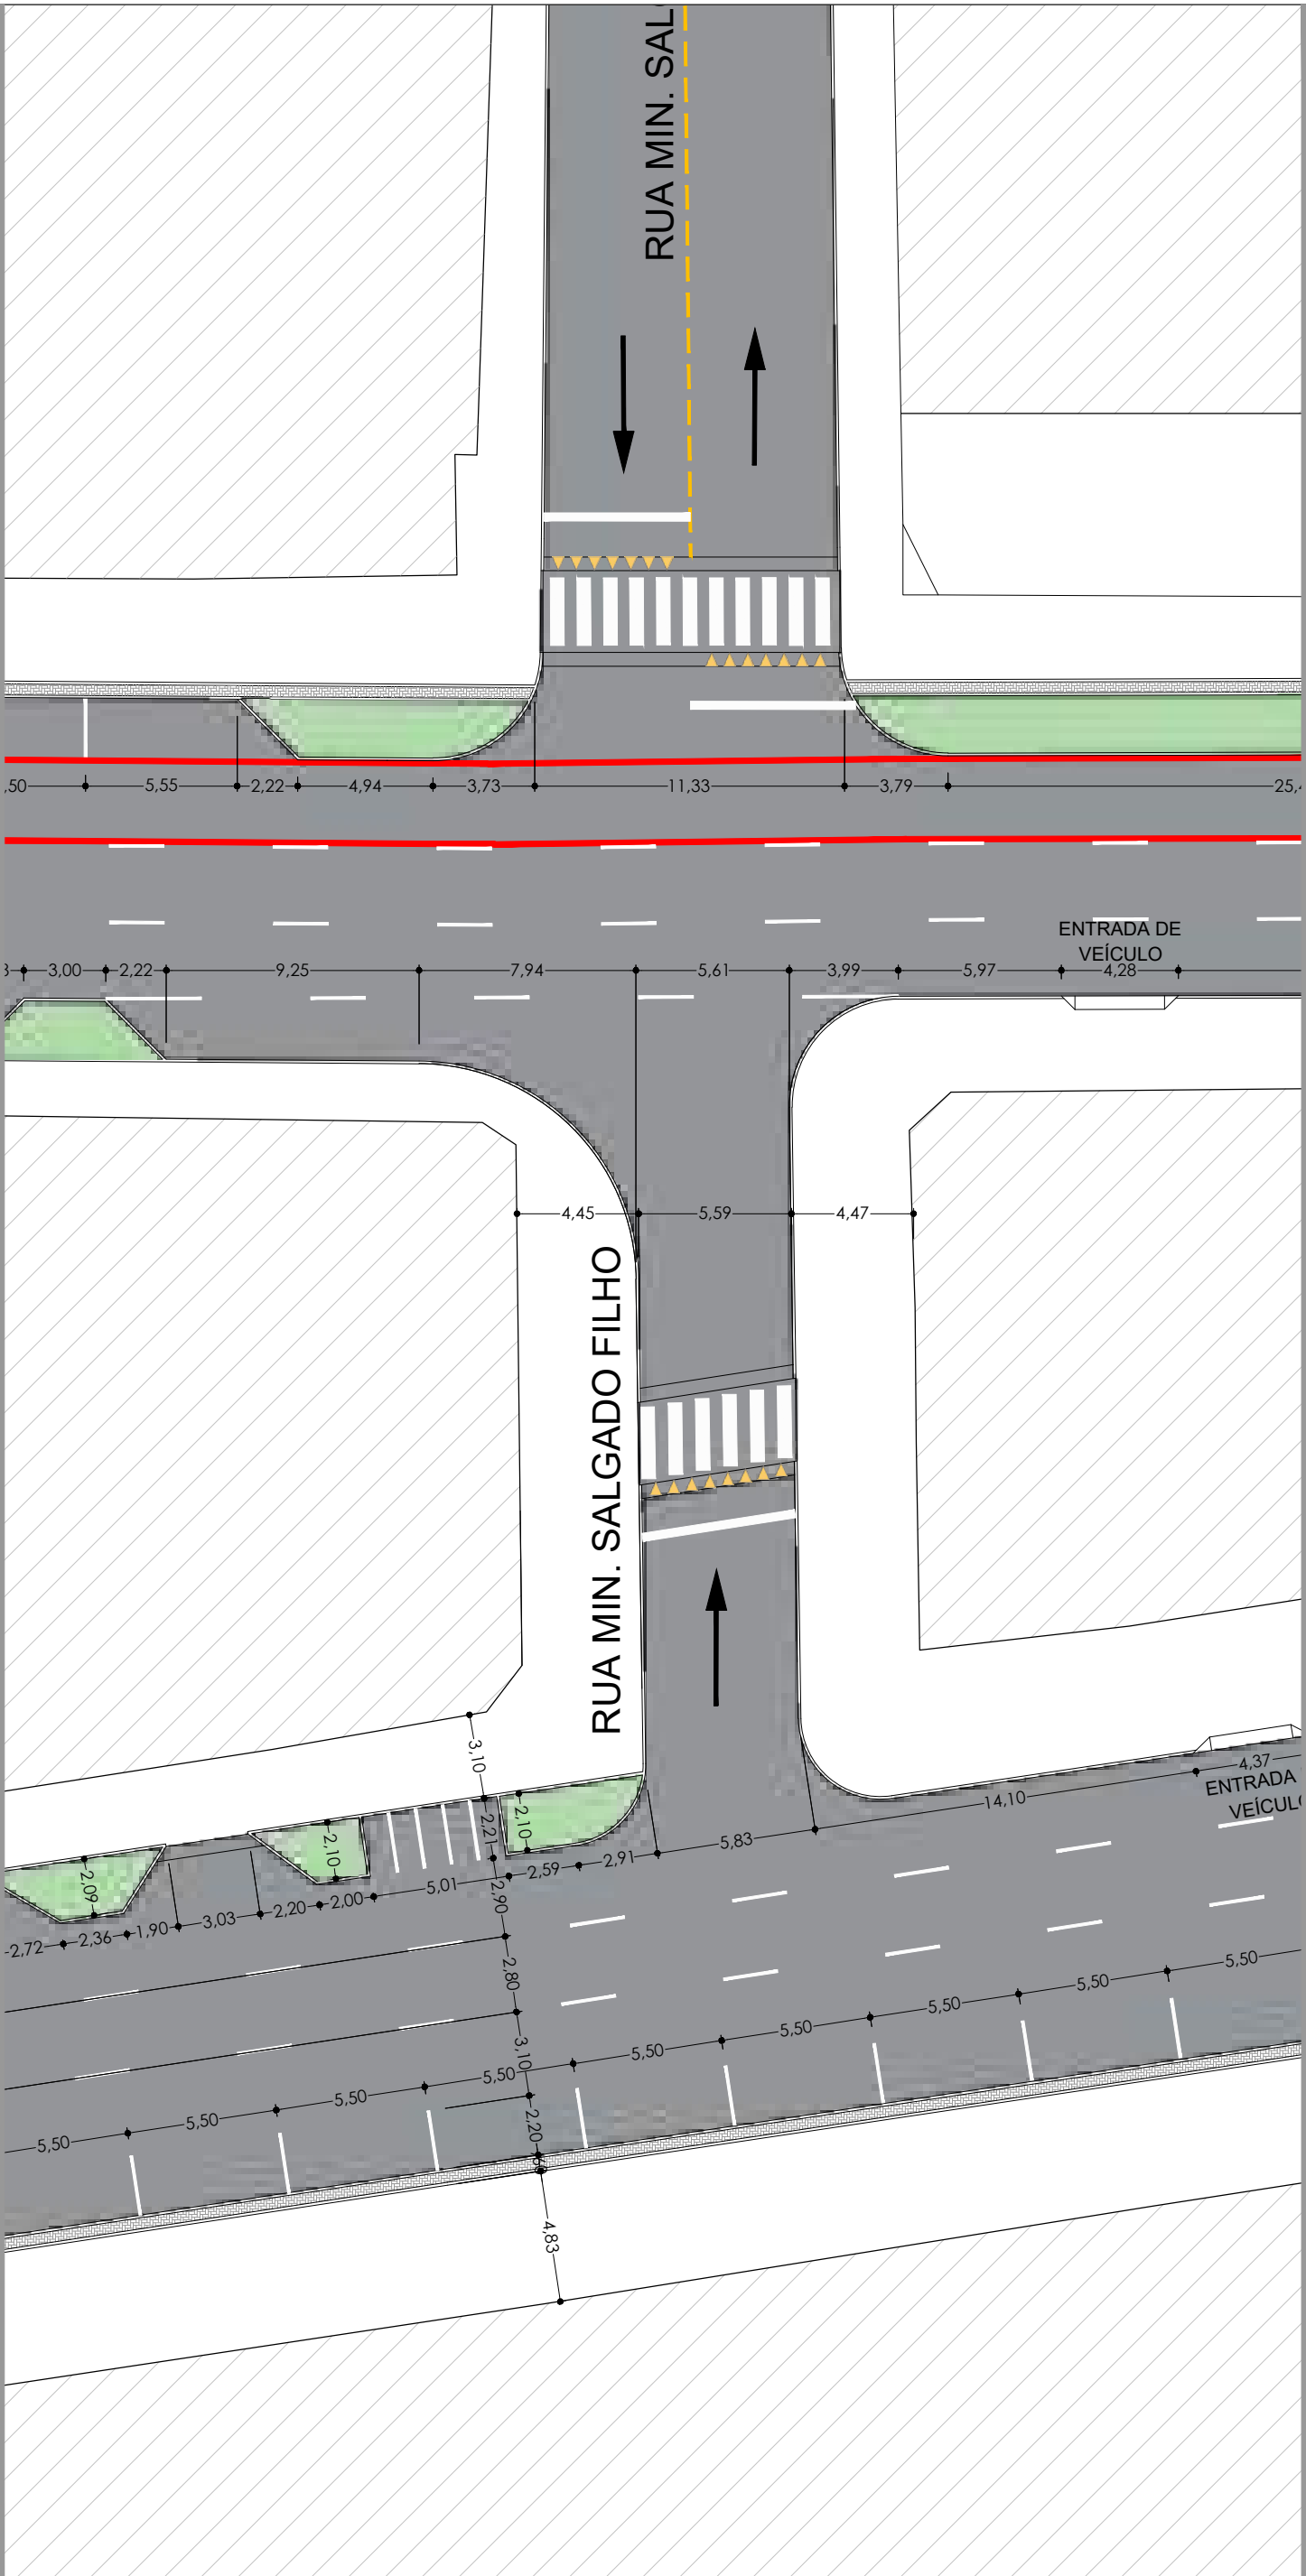 RUA MIN. SALG
,50 5,55 2,22 4,94 3,73 11,33 3,79 25,4
ENTRADA DE
VEÍCULO
3,00 2,22 9,25 7,94 5,61 3,99 5,97 4,28
4,45 5,59 4,47
RUA MIN. SALGADO FILHO
3,10
2,21
2,90
2,80
3,10
2,20
4,83
2,10
2,10
2,09
2,72 2,36 1,90 3,03 2,20 2,00 5,01 2,59 2,91 5,83 14,10 4,37
ENTRADA
VEÍCUL
5,50 5,50 5,50 5,50 5,50 5,50 5,50 5,50 5,50